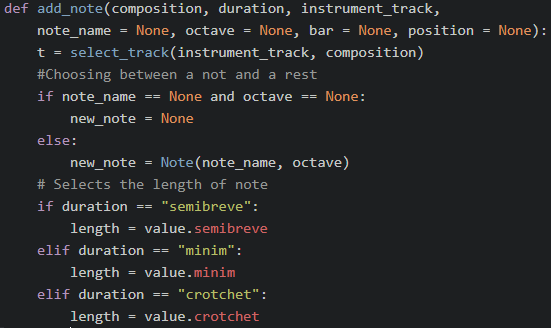 def add_note(composition, duration, instrument_track,
note_name = None, octave = None, bar = None, position = None):
t = select_track(instrument_track, composition)
#Choosing between a not and a rest
if note_name == None and octave == None:
new_note = None
else:
new_note = Note(note_name, octave)
# Selects the length of note
if duration == "semibreve":
length = value.semibreve
elif duration == "minim":
length = value.minim
elif duration == "crotchet":
length = value.crotchet